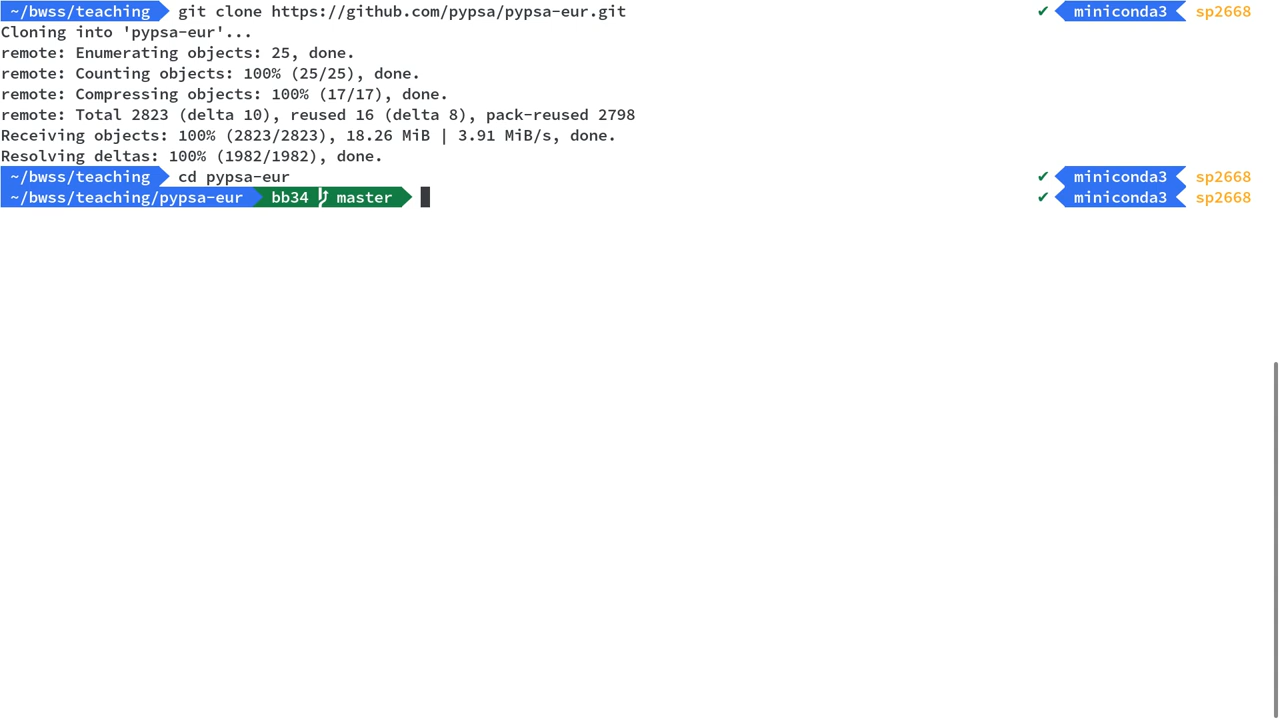 ~/bwss/teaching git clone https://github.com/pypsa/pypsa-eur.git ✔ miniconda3 sp2668
Cloning into 'pypsa-eur'...
remote: Enumerating objects: 25, done.
remote: Counting objects: 100% (25/25), done.
remote: Compressing objects: 100% (17/17), done.
remote: Total 2823 (delta 10), reused 16 (delta 8), pack-reused 2798
Receiving objects: 100% (2823/2823), 18.26 MiB | 3.91 MiB/s, done.
Resolving deltas: 100% (1982/1982), done.
~/bwss/teaching cd pypsa-eur ✔ miniconda3 sp2668
~/bwss/teaching/pypsa-eur bb34 master ✔ miniconda3 sp2668